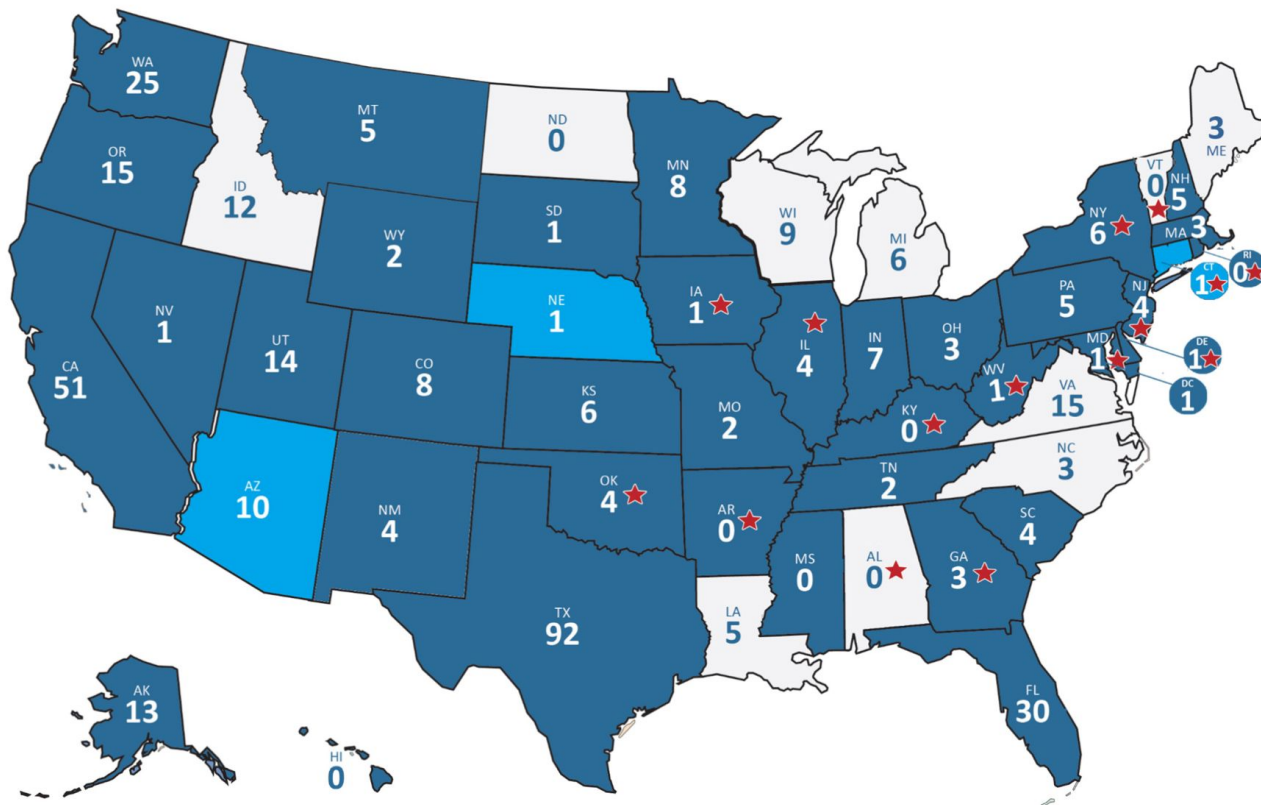 WA
25
OR
15
ID
12
MT
5
ND
0
MN
8
WI
9
MI
6
3
ME
VT
0
NH
5
NY
6
MA
3
RI
0
CT
1
SD
1
WY
2
NE
1
IA
1
IL
4
IN
7
OH
3
PA
5
NJ
4
MD
1
DE
1
DC
1
WV
1
VA
15
NV
1
UT
14
CO
8
KS
6
MO
2
KY
0
CA
51
AZ
10
NM
4
OK
4
AR
0
TN
2
NC
3
SC
4
MS
0
AL
0
GA
3
TX
92
LA
5
FL
30
AK
13
HI
0